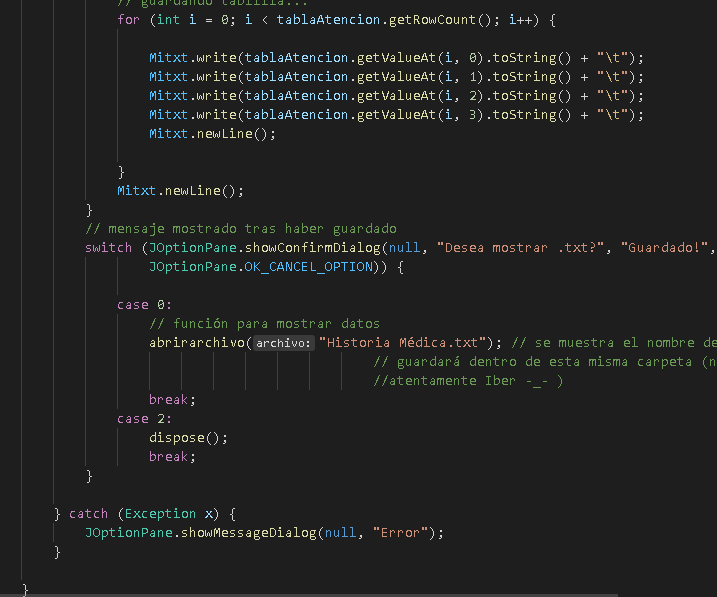 // guardando tablilla...
for (int i = 0; i < tablaAtencion.getRowCount(); i++) {
Mitxt.write(tablaAtencion.getValueAt(i, 0).toString() + "\t");
Mitxt.write(tablaAtencion.getValueAt(i, 1).toString() + "\t");
Mitxt.write(tablaAtencion.getValueAt(i, 2).toString() + "\t");
Mitxt.write(tablaAtencion.getValueAt(i, 3).toString() + "\t");
Mitxt.newLine();
}
Mitxt.newLine();
}
// mensaje mostrado tras haber guardado
switch (JOptionPane.showConfirmDialog(null, "Desea mostrar .txt?", "Guardado!",
JOptionPane.OK_CANCEL_OPTION)) {
case 0:
// función para mostrar datos
abrirarchivo(archivo: "Historia Médica.txt"); // se muestra el nombre de
// guardará dentro de esta misma carpeta (n
//atentamente Iber -_- )
break;
case 2:
dispose();
break;
}
} catch (Exception x) {
JOptionPane.showMessageDialog(null, "Error");
}
}